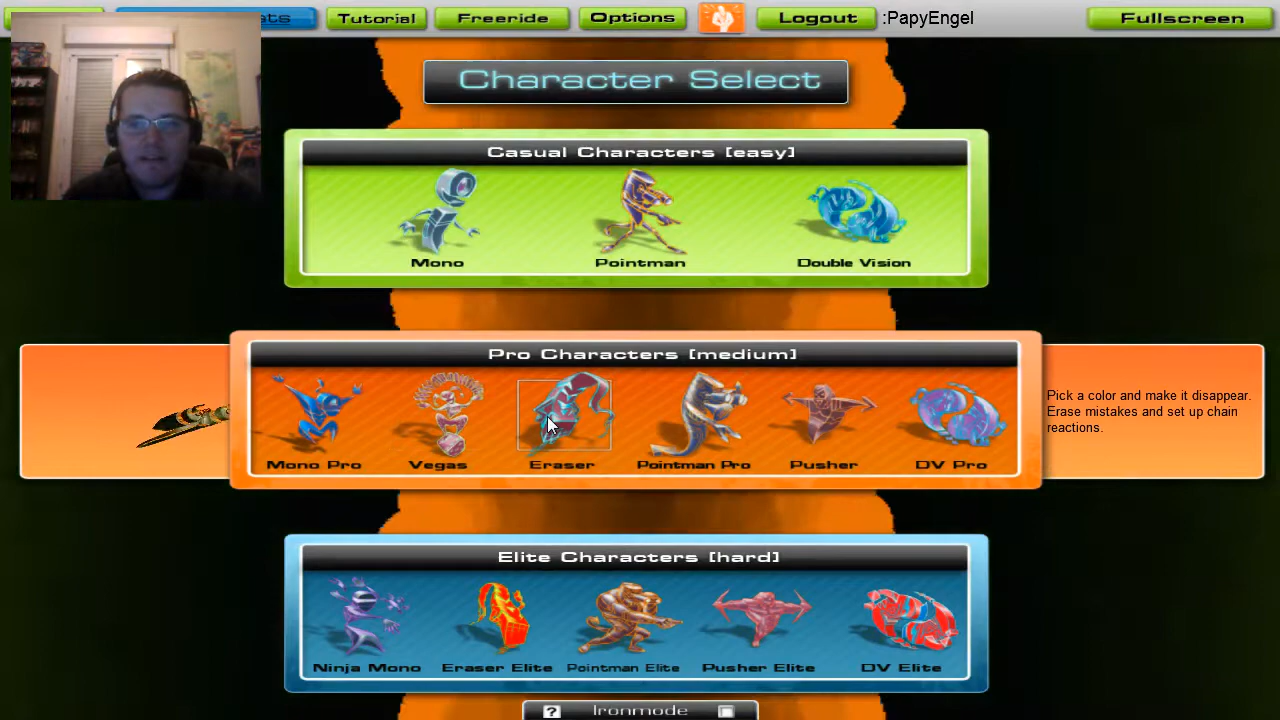 Tutorial
Freeride
Options
Logout
:PapyEngel
Fullscreen
Character Select
Casual Characters [easy]
Mono
Pointman
Double Vision
Pro Characters [medium]
Mono Pro
Vegas
Eraser
Pointman Pro
Pusher
DV Pro
Pick a color and make it disappear.
Erase mistakes and set up chain
reactions.
Elite Characters [hard]
Ninja Mono
Eraser Elite
Pointman Elite
Pusher Elite
DV Elite
? Ironmode